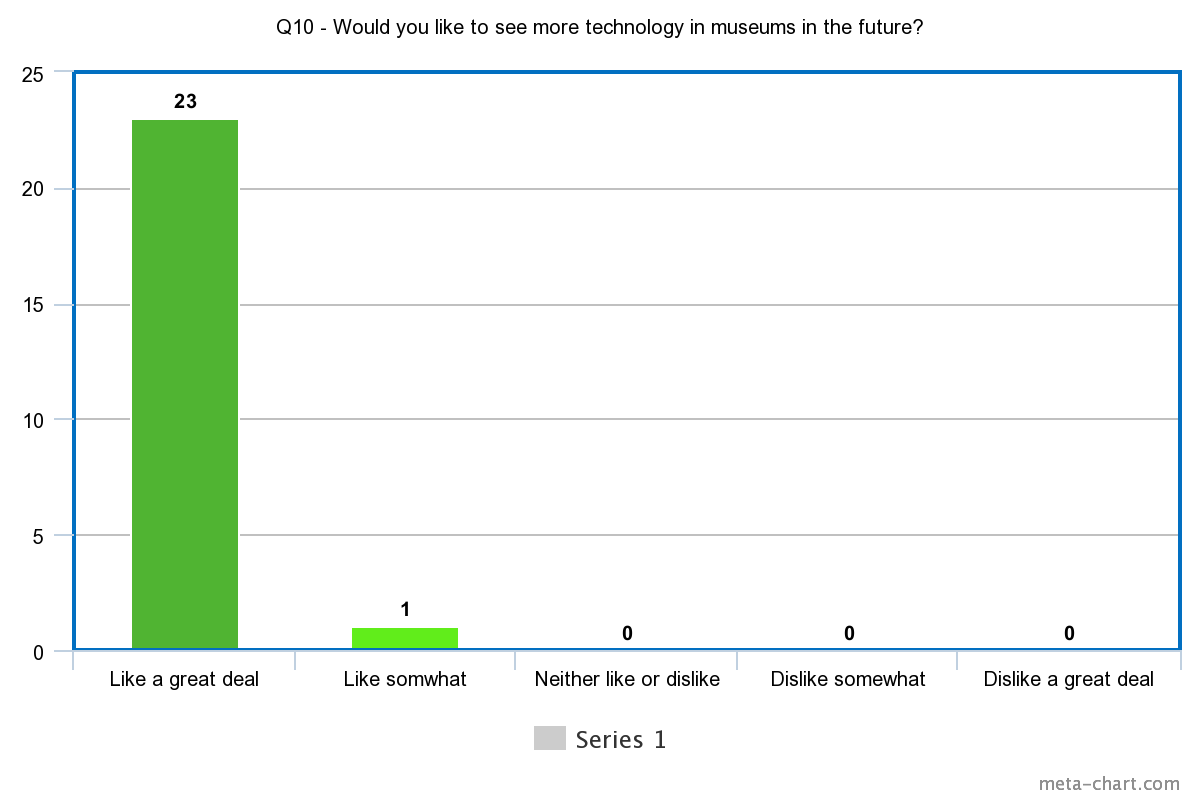 Q10 - Would you like to see more technology in museums in the future?
25
23
20
15
10
5
1
0
0
0
0
Like a great deal
Like somwhat
Neither like or dislike
Dislike somewhat
Dislike a great deal
Series 1
meta-chart.com